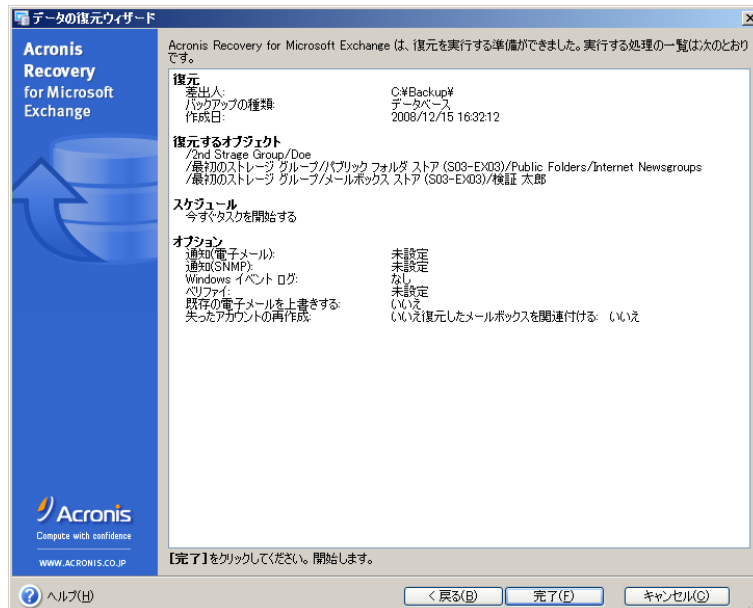 データの復元ウィザード
Acronis
Recovery
for Microsoft
Exchange
Acronis Recovery for Microsoft Exchange は、復元を実行する準備ができました。実行する処理の一覧は次のとおり
です。
復元
差出人: C:¥Backup¥
バックアップの種類: データベース
作成日: 2008/12/15 16:32:12
復元するオブジェクト
/2nd Strage Group/Doe
/最初のストレージ グループ/パブリック フォルダ ストア (S03-EX03)/Public Folders/Internet Newsgroups
/最初のストレージ グループ/メールボックス ストア (S03-EX03)/検証 太郎
スケジュール
今すぐタスクを開始する
オプション
通知(電子メール): 未設定
通知(SNMP): 未設定
Windows イベント ログ: なし
ベリファイ: 未設定
既存の電子メールを上書きする: いいえ
失ったアカウントの再作成: いいえ復元したメールボックスを関連付ける: いいえ
Acronis
Compute with confidence
WWW.ACRONIS.CO.JP
[完了]をクリックしてください。開始します。
ヘルプ(H)
< 戻る(B)
完了(F)
キャンセル(C)